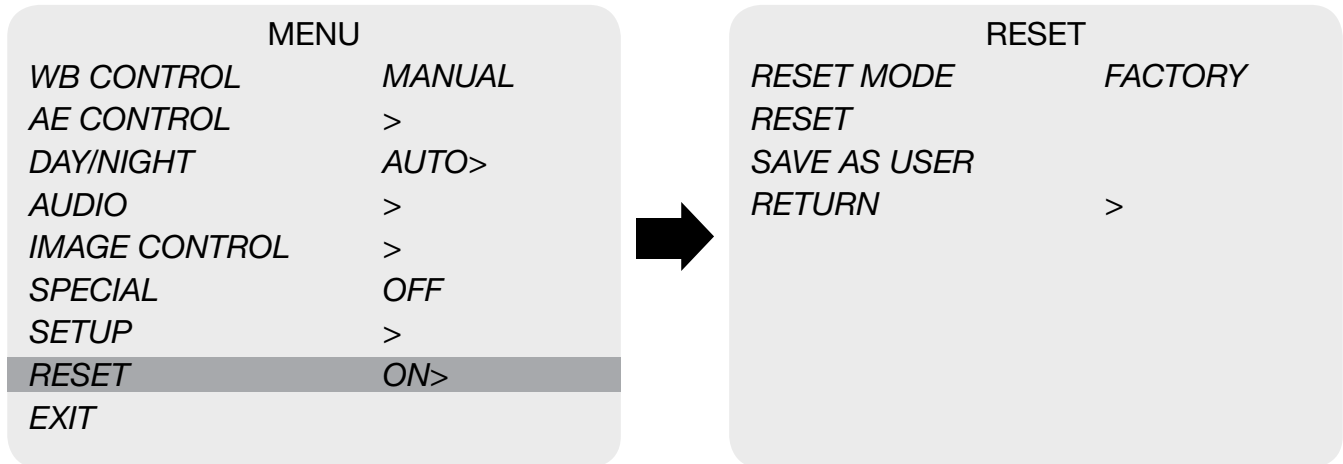 MENU
WB CONTROL MANUAL
AE CONTROL >
DAY/NIGHT AUTO>
AUDIO >
IMAGE CONTROL >
SPECIAL OFF
SETUP >
RESET ON>
EXIT
RESET
RESET MODE FACTORY
RESET
SAVE AS USER
RETURN >